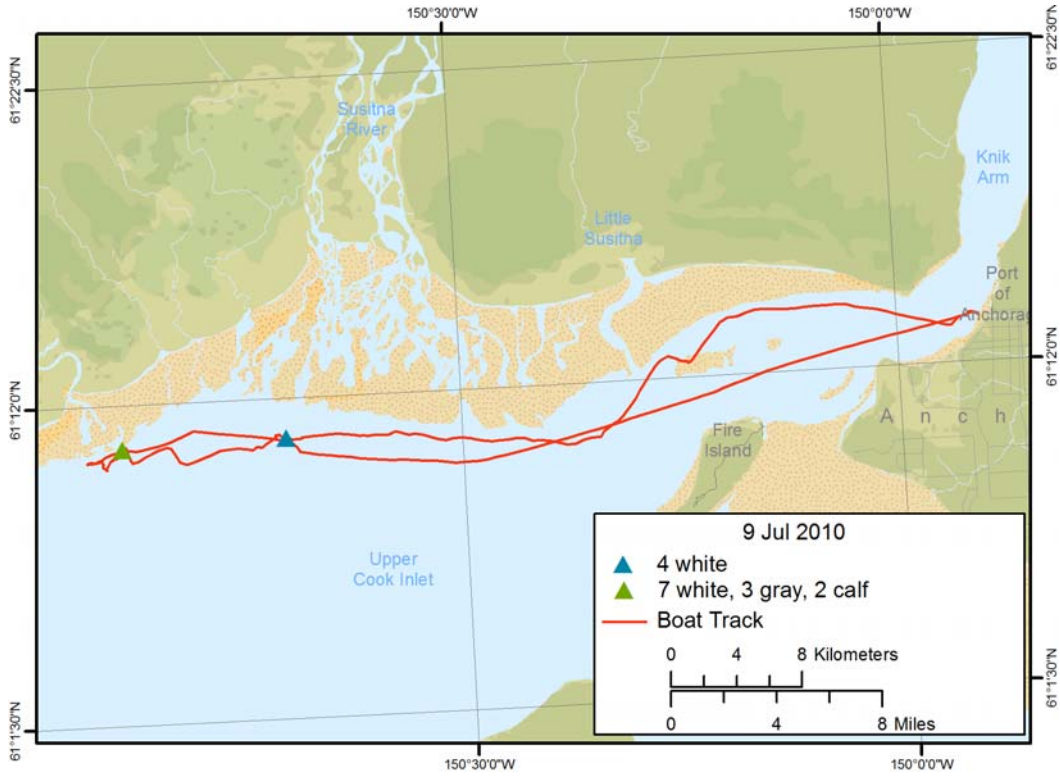 150°30'0"W
150°0'0"W
61°22'30"N
61°22'30"N
Susitna
River
Knik
Arm
Little
Susitna
Port
of
Anchorag
61°12'0"N
61°12'0"N
A n c h
Fire
Island
Upper
Cook Inlet
9 Jul 2010
4 white
7 white, 3 gray, 2 calf
Boat Track
0 4 8 Kilometers
0 4 8 Miles
61°1'30"N
61°1'30"N
150°30'0"W
150°0'0"W